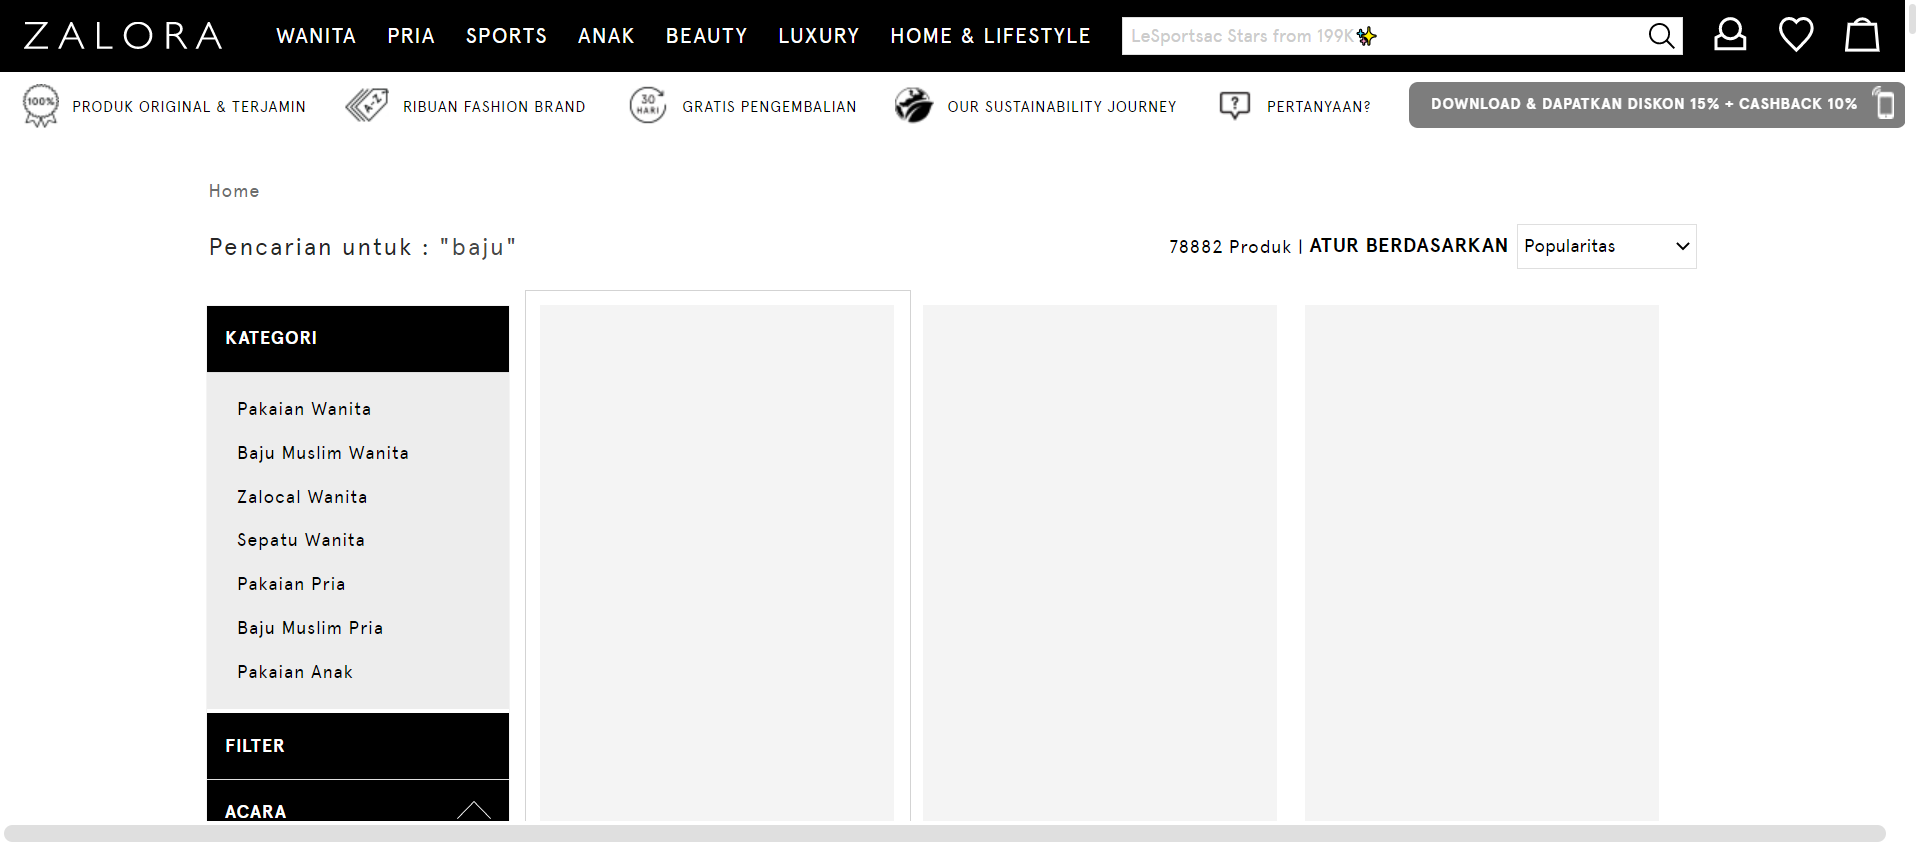 ZALORA WANITA PRIA SPORTS ANAK BEAUTY LUXURY HOME & LIFESTYLE LeSportsac Stars from 199K✨
100% PRODUK ORIGINAL & TERJAMIN A-Z RIBUAN FASHION BRAND 30 HARI GRATIS PENGEMBALIAN OUR SUSTAINABILITY JOURNEY ? PERTANYAAN? DOWNLOAD & DAPATKAN DISKON 15% + CASHBACK 10%
Home
Pencarian untuk : "baju"
78882 Produk | ATUR BERDASARKAN Popularitas
KATEGORI
Pakaian Wanita
Baju Muslim Wanita
Zalocal Wanita
Sepatu Wanita
Pakaian Pria
Baju Muslim Pria
Pakaian Anak
FILTER
ACARA